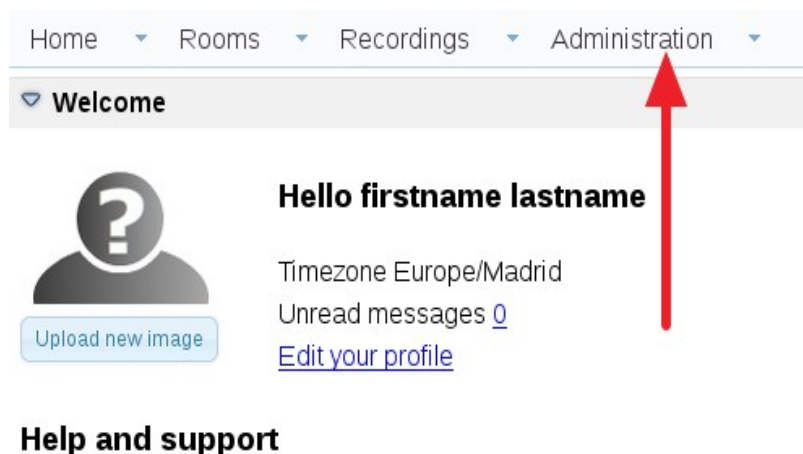 Home Rooms Recordings Administration
Welcome
Hello firstname lastname
Timezone Europe/Madrid
Unread messages 0
Edit your profile
Upload new image
Help and support